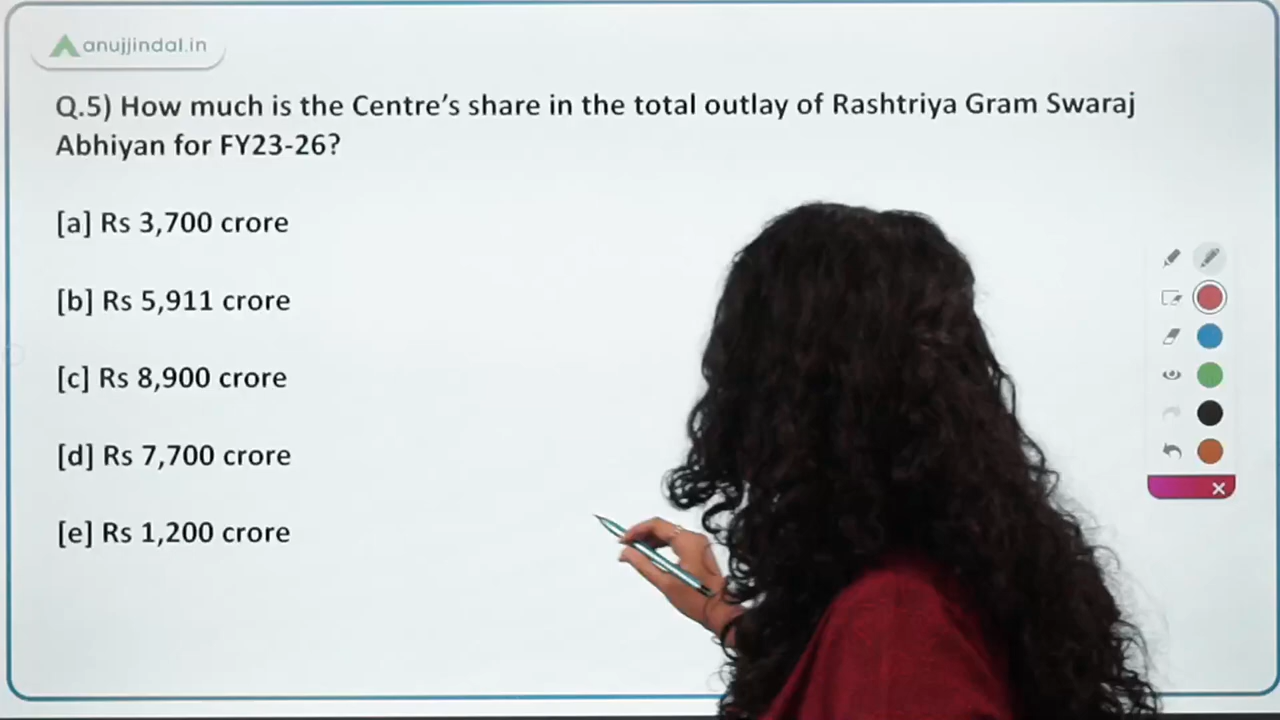 anujjindal.in
Q.5) How much is the Centre's share in the total outlay of Rashtriya Gram Swaraj
Abhiyan for FY23-26?
[a] Rs 3,700 crore
[b] Rs 5,911 crore
[c] Rs 8,900 crore
[d] Rs 7,700 crore
[e] Rs 1,200 crore